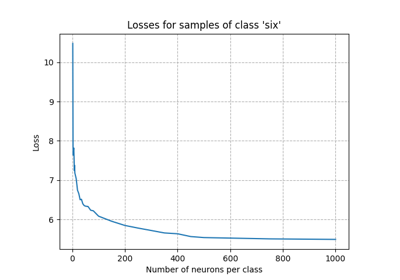 Losses for samples of class 'six'
10
9
8
7
6
Loss
0 200 400 600 800 1000
Number of neurons per class